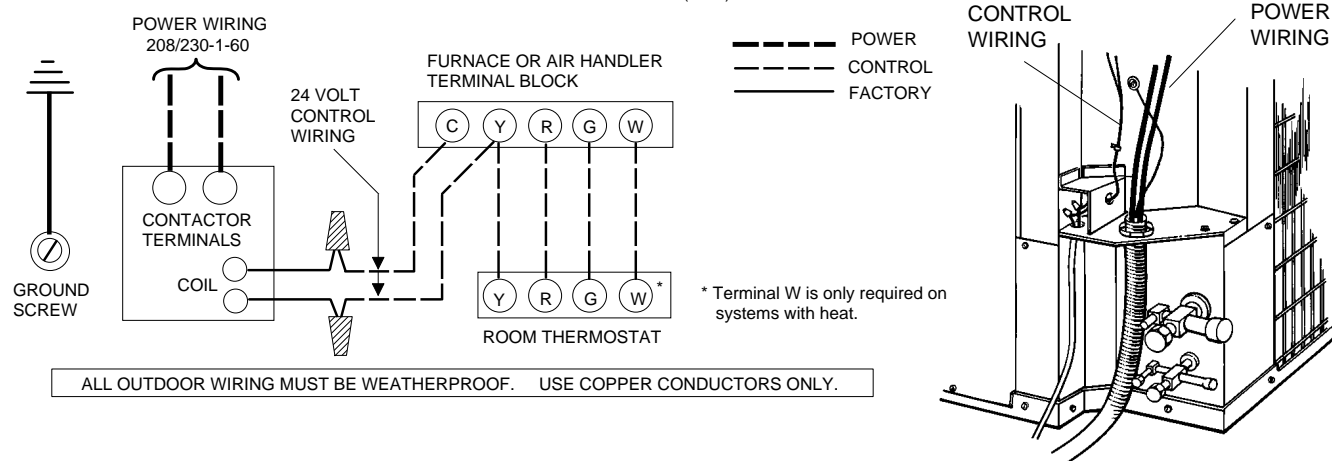 POWER WIRING
208/230-1-60
GROUND
SCREW
CONTACTOR
TERMINALS
COIL
24 VOLT
CONTROL
WIRING
FURNACE OR AIR HANDLER
TERMINAL BLOCK
C Y R G W
Y R G W *
ROOM THERMOSTAT
POWER
CONTROL
FACTORY
* Terminal W is only required on
systems with heat.
ALL OUTDOOR WIRING MUST BE WEATHERPROOF. USE COPPER CONDUCTORS ONLY.
CONTROL
WIRING
POWER
WIRING